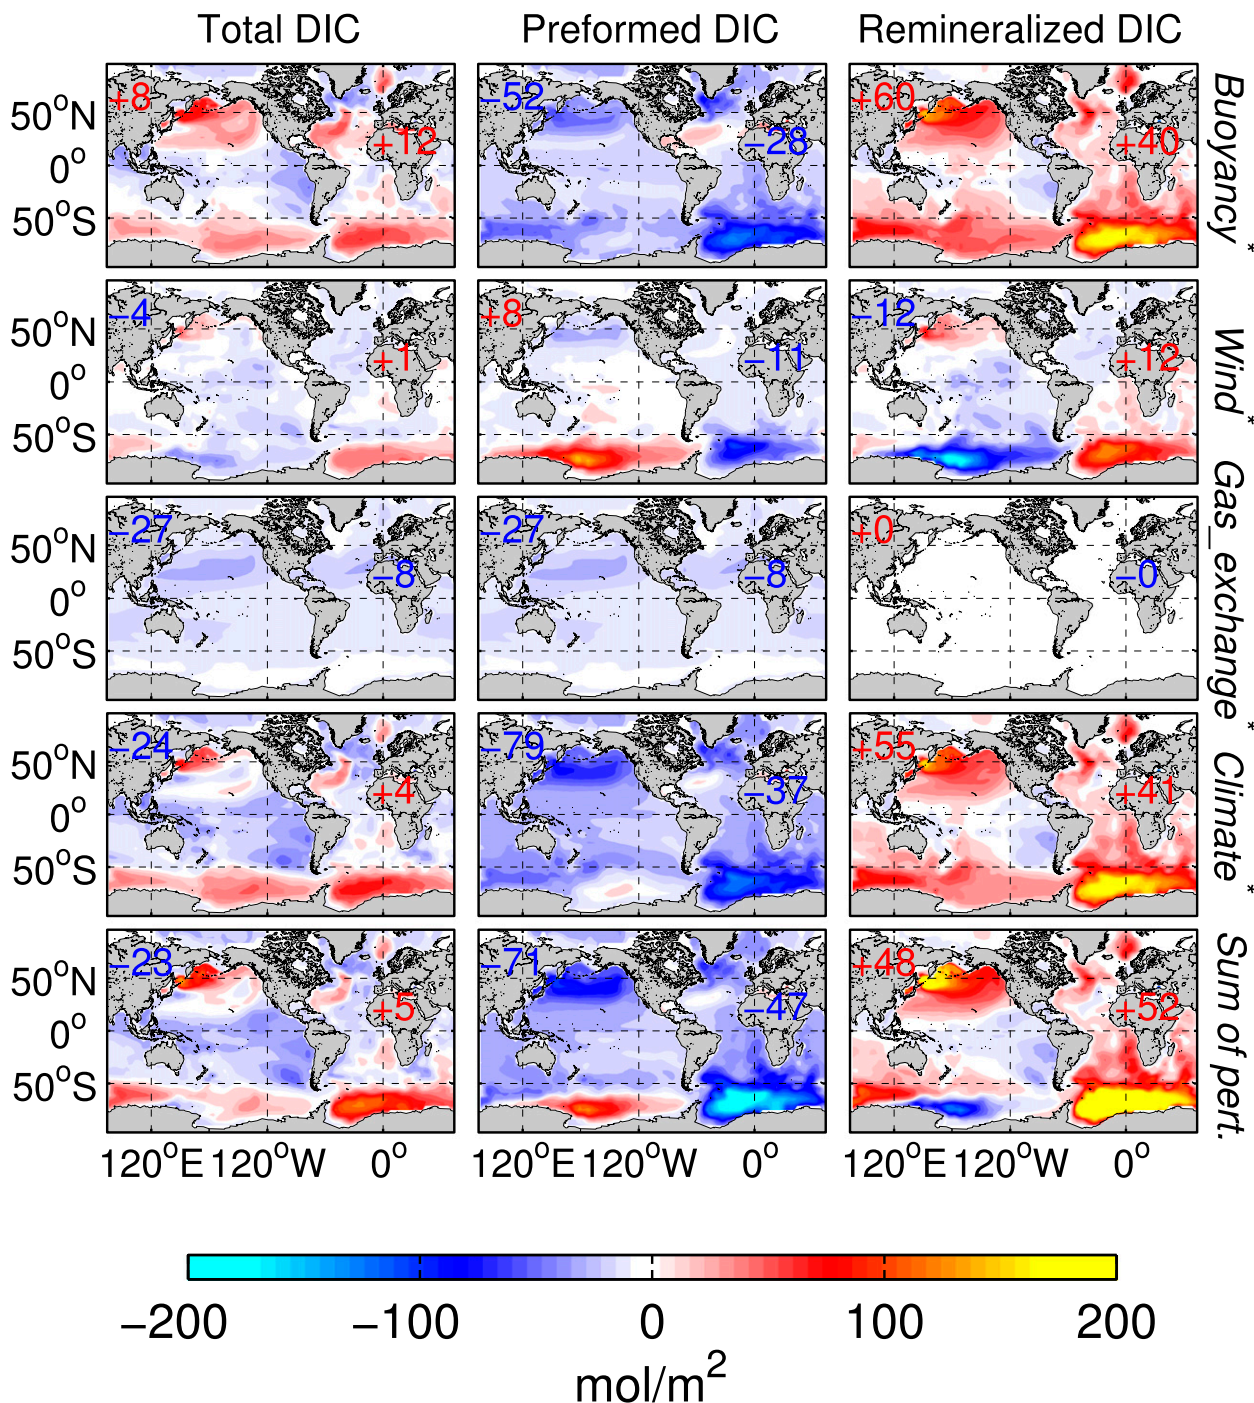 Total DIC Preformed DIC Remineralized DIC
+8 +12 −52 −28 +60 +40
50°N
0°
50°S
Buoyancy*
−4 +1 +8 −11 −12 +12
50°N
0°
50°S
Wind*
−27 −8 −27 −8 +0 −0
50°N
0°
50°S
Gas_exchange*
−24 +4 −79 −37 +55 +41
50°N
0°
50°S
Climate*
−23 +5 −71 −47 +48 +52
50°N
0°
50°S
Sum of pert.
120°E 120°W 0° 120°E 120°W 0° 120°E 120°W 0°
−200 −100 0 100 200
mol/m²